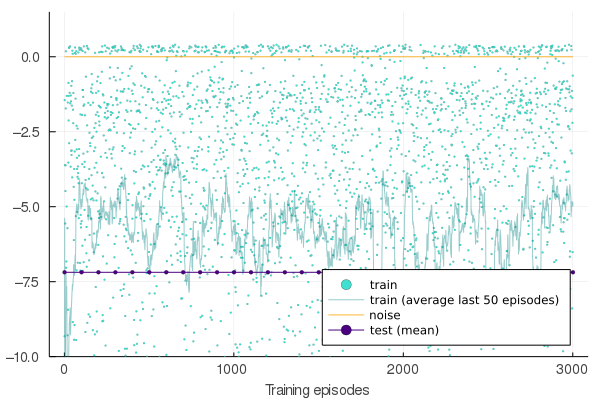 0.0
−2.5
−5.0
−7.5
−10.0
0
1000
2000
3000
Training episodes
train
train (average last 50 episodes)
noise
test (mean)